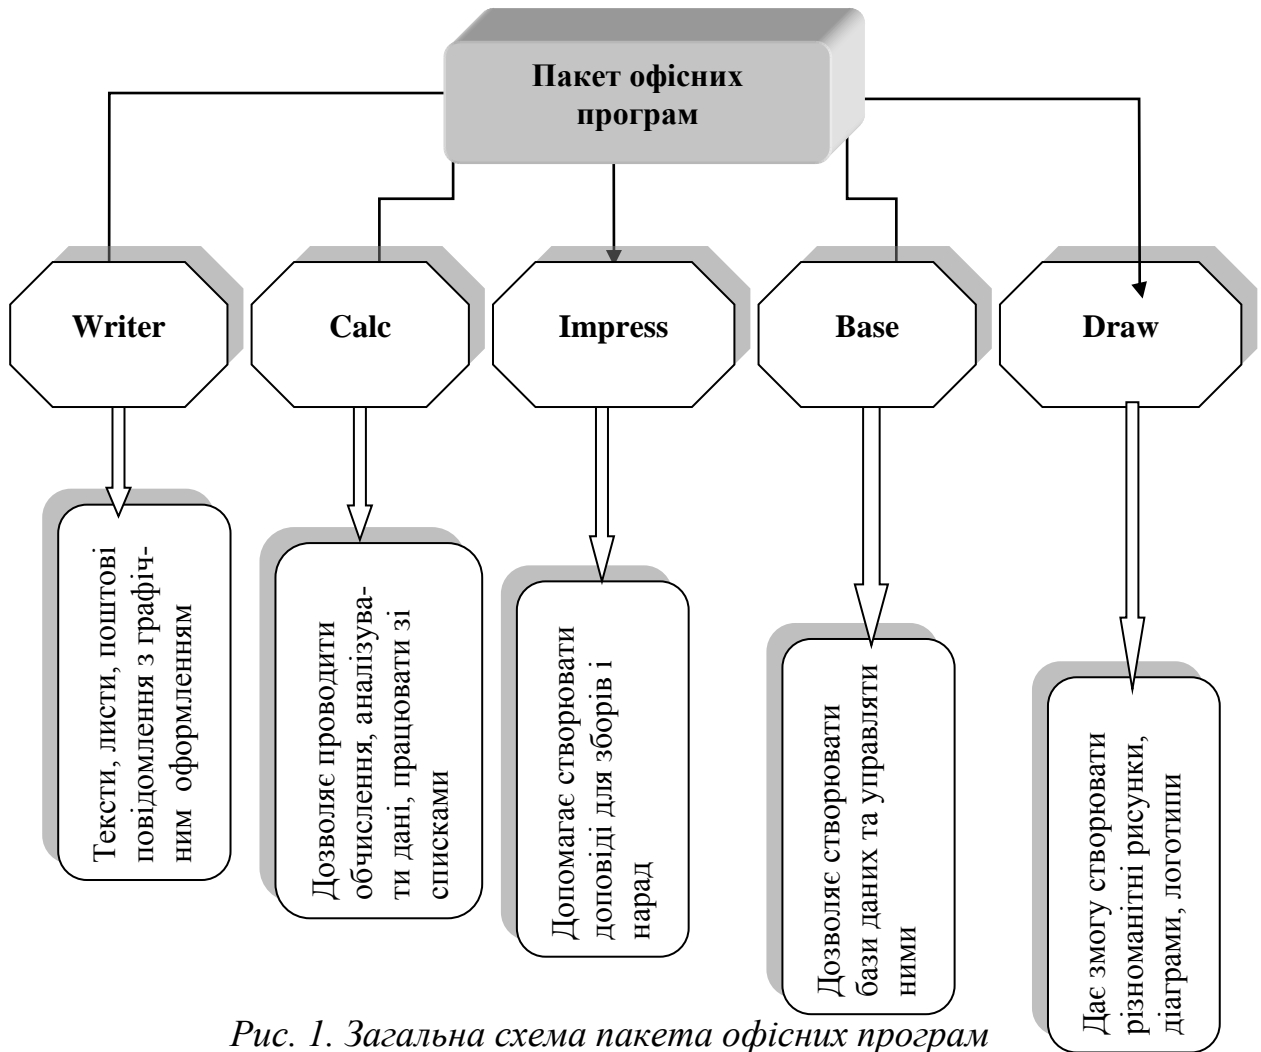 Пакет офісних
програм
Writer
Calc
Impress
Base
Draw
Тексти, листи, поштові
повідомлення з графіч-
ним оформленням
Дозволяє проводити
обчислення, аналізува-
ти дані, працювати зі
списками
Допомагає створювати
доповіді для зборів і
нарад
Дозволяє створювати
бази даних та управляти
ними
Дає змогу створювати
різноманітні рисунки,
діаграми, логотипи
Рис. 1. Загальна схема пакета офісних програм